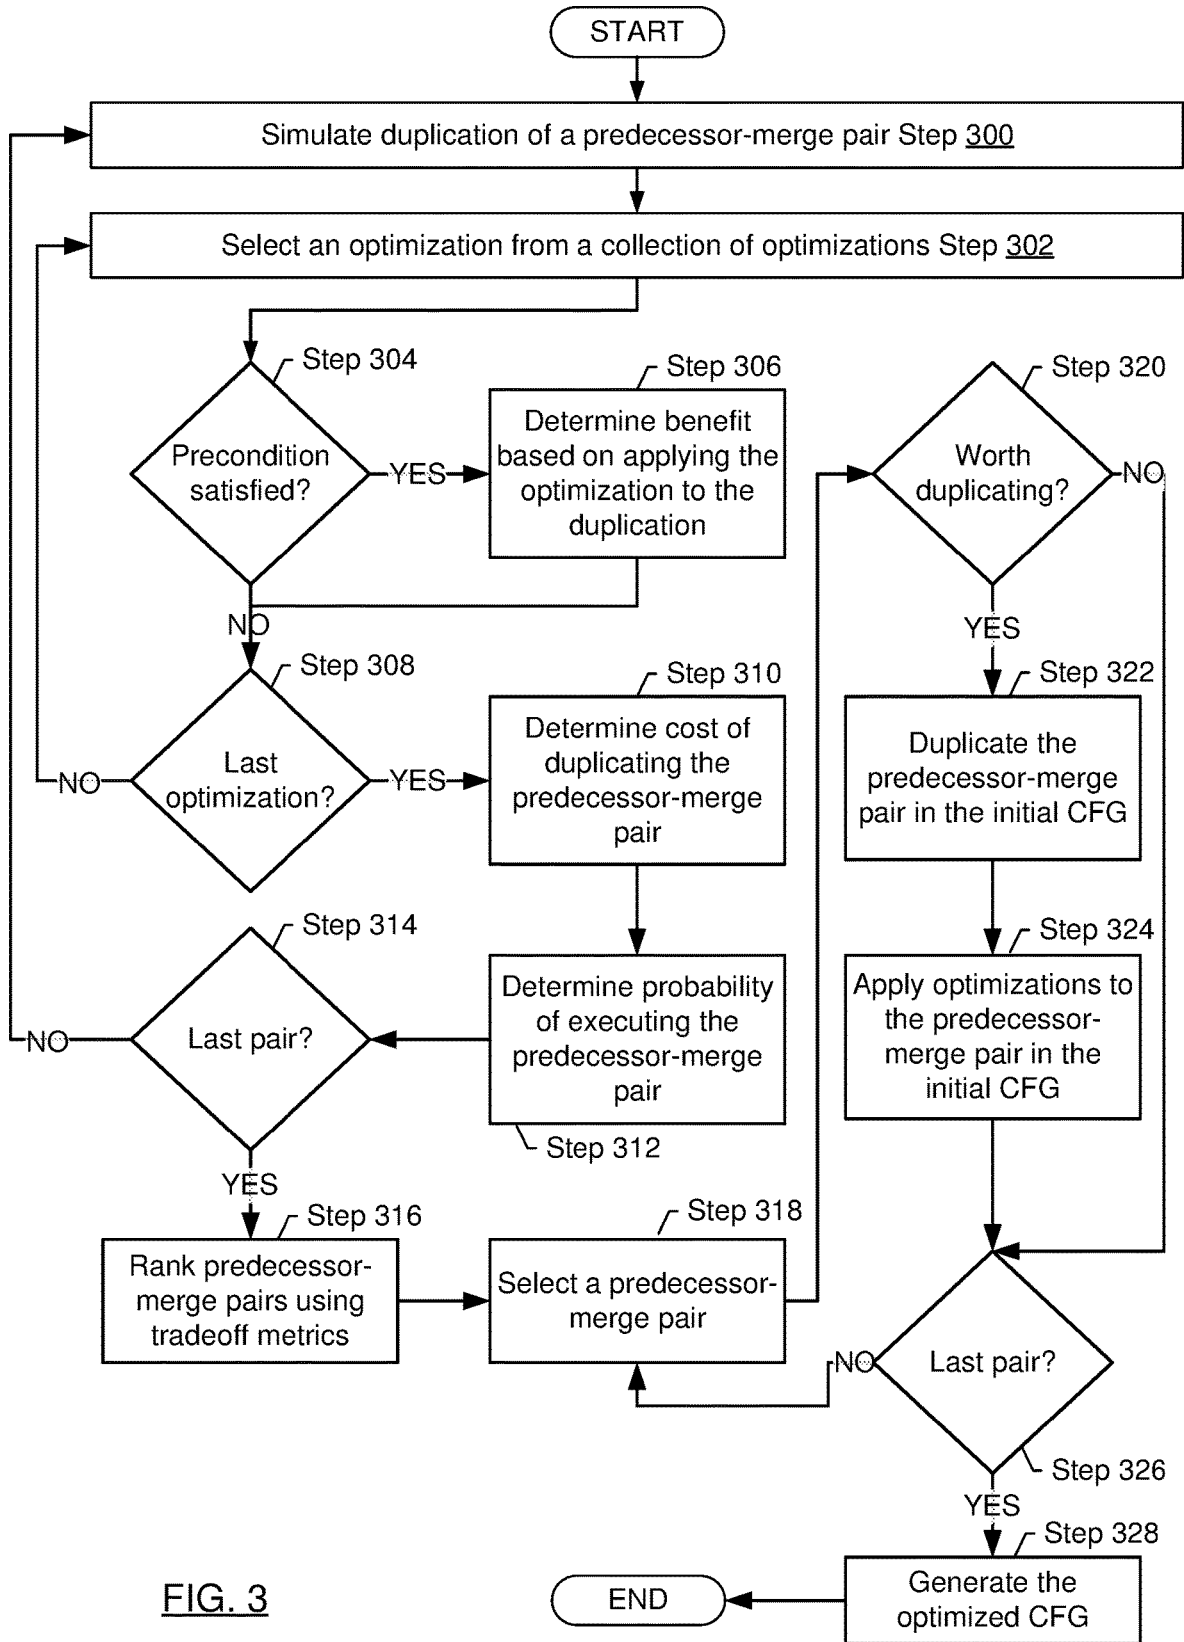 START
Simulate duplication of a predecessor-merge pair Step 300
Select an optimization from a collection of optimizations Step 302
Step 304
Precondition
satisfied?
YES
NO
Step 306
Determine benefit
based on applying the
optimization to the
duplication
Step 308
Last
optimization?
NO
YES
Step 310
Determine cost of
duplicating the
predecessor-merge
pair
Step 312
Determine probability
of executing the
predecessor-merge
pair
Step 314
Last pair?
NO
YES
Step 316
Rank predecessor-
merge pairs using
tradeoff metrics
Step 318
Select a predecessor-
merge pair
Step 320
Worth
duplicating?
NO
YES
Step 322
Duplicate the
predecessor-merge
pair in the initial CFG
Step 324
Apply optimizations to
the predecessor-
merge pair in the
initial CFG
Last pair?
NO
Step 326
YES
Step 328
Generate the
optimized CFG
END
FIG. 3